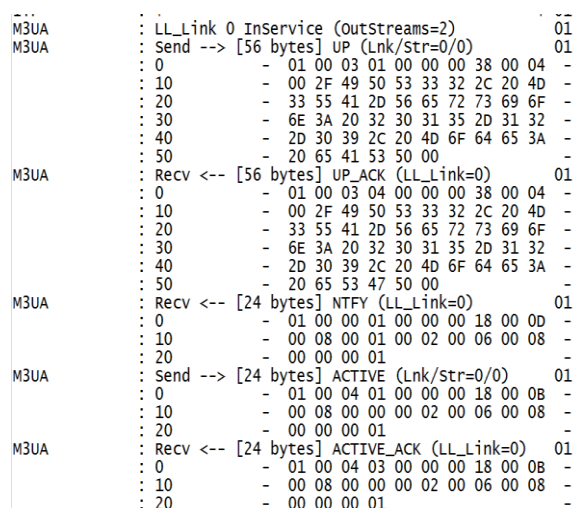 M3UA : LL_Link 0 InService (OutStreams=2) 01
M3UA : Send --> [56 bytes] UP (Lnk/Str=0/0) 01
: 0 - 01 00 03 01 00 00 00 38 00 04 -
: 10 - 00 2F 49 50 53 33 32 2C 20 4D -
: 20 - 33 55 41 2D 56 65 72 73 69 6F -
: 30 - 6E 3A 20 32 30 31 35 2D 31 32 -
: 40 - 2D 30 39 2C 20 4D 6F 64 65 3A -
: 50 - 20 65 41 53 50 00 -
M3UA : Recv <-- [56 bytes] UP_ACK (LL_Link=0) 01
: 0 - 01 00 03 04 00 00 00 38 00 04 -
: 10 - 00 2F 49 50 53 33 32 2C 20 4D -
: 20 - 33 55 41 2D 56 65 72 73 69 6F -
: 30 - 6E 3A 20 32 30 31 35 2D 31 32 -
: 40 - 2D 30 39 2C 20 4D 6F 64 65 3A -
: 50 - 20 65 53 47 50 00 -
M3UA : Recv <-- [24 bytes] NTFY (LL_Link=0) 01
: 0 - 01 00 00 01 00 00 00 18 00 0D -
: 10 - 00 08 00 01 00 02 00 06 00 08 -
: 20 - 00 00 00 01 -
M3UA : Send --> [24 bytes] ACTIVE (Lnk/Str=0/0) 01
: 0 - 01 00 04 01 00 00 00 18 00 0B -
: 10 - 00 08 00 00 00 02 00 06 00 08 -
: 20 - 00 00 00 01 -
M3UA : Recv <-- [24 bytes] ACTIVE_ACK (LL_Link=0) 01
: 0 - 01 00 04 03 00 00 00 18 00 0B -
: 10 - 00 08 00 00 00 02 00 06 00 08 -
: 20 - 00 00 00 01 -